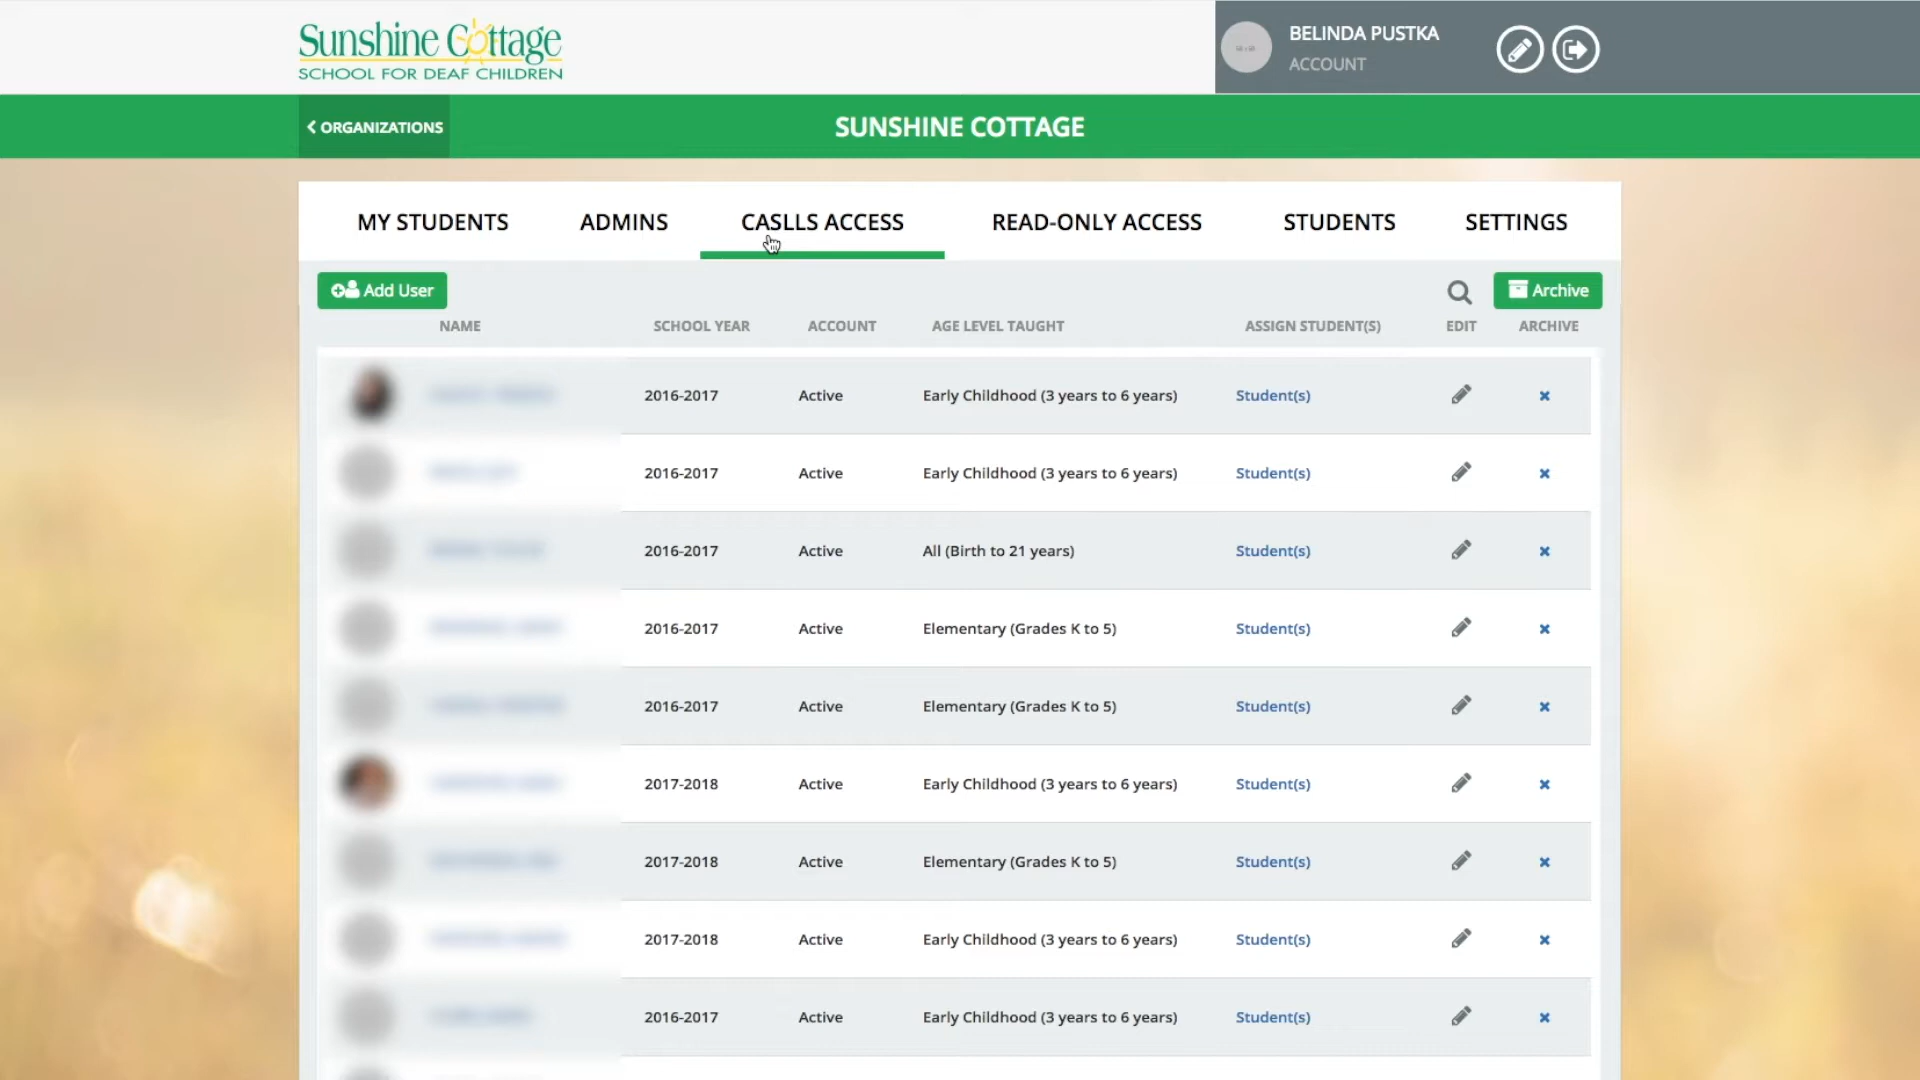 Sunshine Cottage
SCHOOL FOR DEAF CHILDREN
BELINDA PUSTKA
ACCOUNT
ORGANIZATIONS
SUNSHINE COTTAGE
MY STUDENTS ADMINS CASLLS ACCESS READ-ONLY ACCESS STUDENTS SETTINGS
Add User Archive
NAME SCHOOL YEAR ACCOUNT AGE LEVEL TAUGHT ASSIGN STUDENT(S) EDIT ARCHIVE
2016-2017 Active Early Childhood (3 years to 6 years) Student(s)
2016-2017 Active Early Childhood (3 years to 6 years) Student(s)
2016-2017 Active All (Birth to 21 years) Student(s)
2016-2017 Active Elementary (Grades K to 5) Student(s)
2016-2017 Active Elementary (Grades K to 5) Student(s)
2017-2018 Active Early Childhood (3 years to 6 years) Student(s)
2017-2018 Active Elementary (Grades K to 5) Student(s)
2017-2018 Active Early Childhood (3 years to 6 years) Student(s)
2016-2017 Active Early Childhood (3 years to 6 years) Student(s)